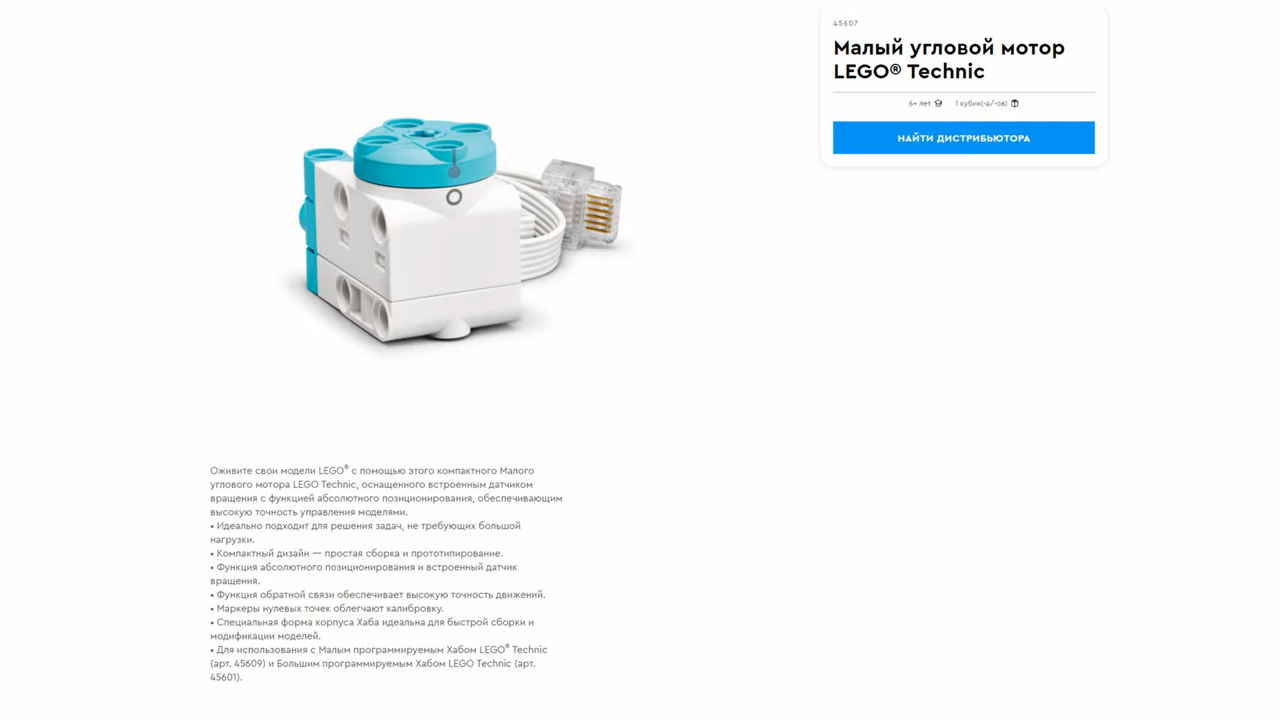 45607
Малый угловой мотор
LEGO® Technic
6+ лет 1 кубик(-а/-ов)
НАЙТИ ДИСТРИБЬЮТОРА
Оживите свои модели LEGO® с помощью этого компактного Малого
углового мотора LEGO Technic, оснащенного встроенным датчиком
вращения с функцией абсолютного позиционирования, обеспечивающим
высокую точность управления моделями.
• Идеально подходит для решения задач, не требующих большой
нагрузки.
• Компактный дизайн — простая сборка и прототипирование.
• Функция абсолютного позиционирования и встроенный датчик
вращения.
• Функция обратной связи обеспечивает высокую точность движений.
• Маркеры нулевых точек облегчают калибровку.
• Специальная форма корпуса Хаба идеальна для быстрой сборки и
модификации моделей.
• Для использования с Малым программируемым Хабом LEGO® Technic
(арт. 45609) и Большим программируемым Хабом LEGO Technic (арт.
45601).